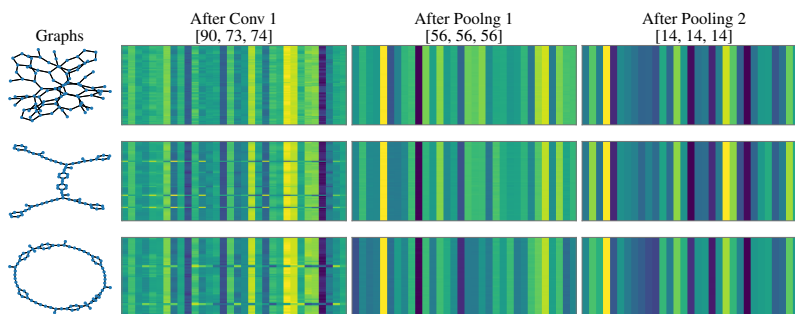 Graphs
After Conv 1
[90, 73, 74]
After Poolng 1
[56, 56, 56]
After Pooling 2
[14, 14, 14]